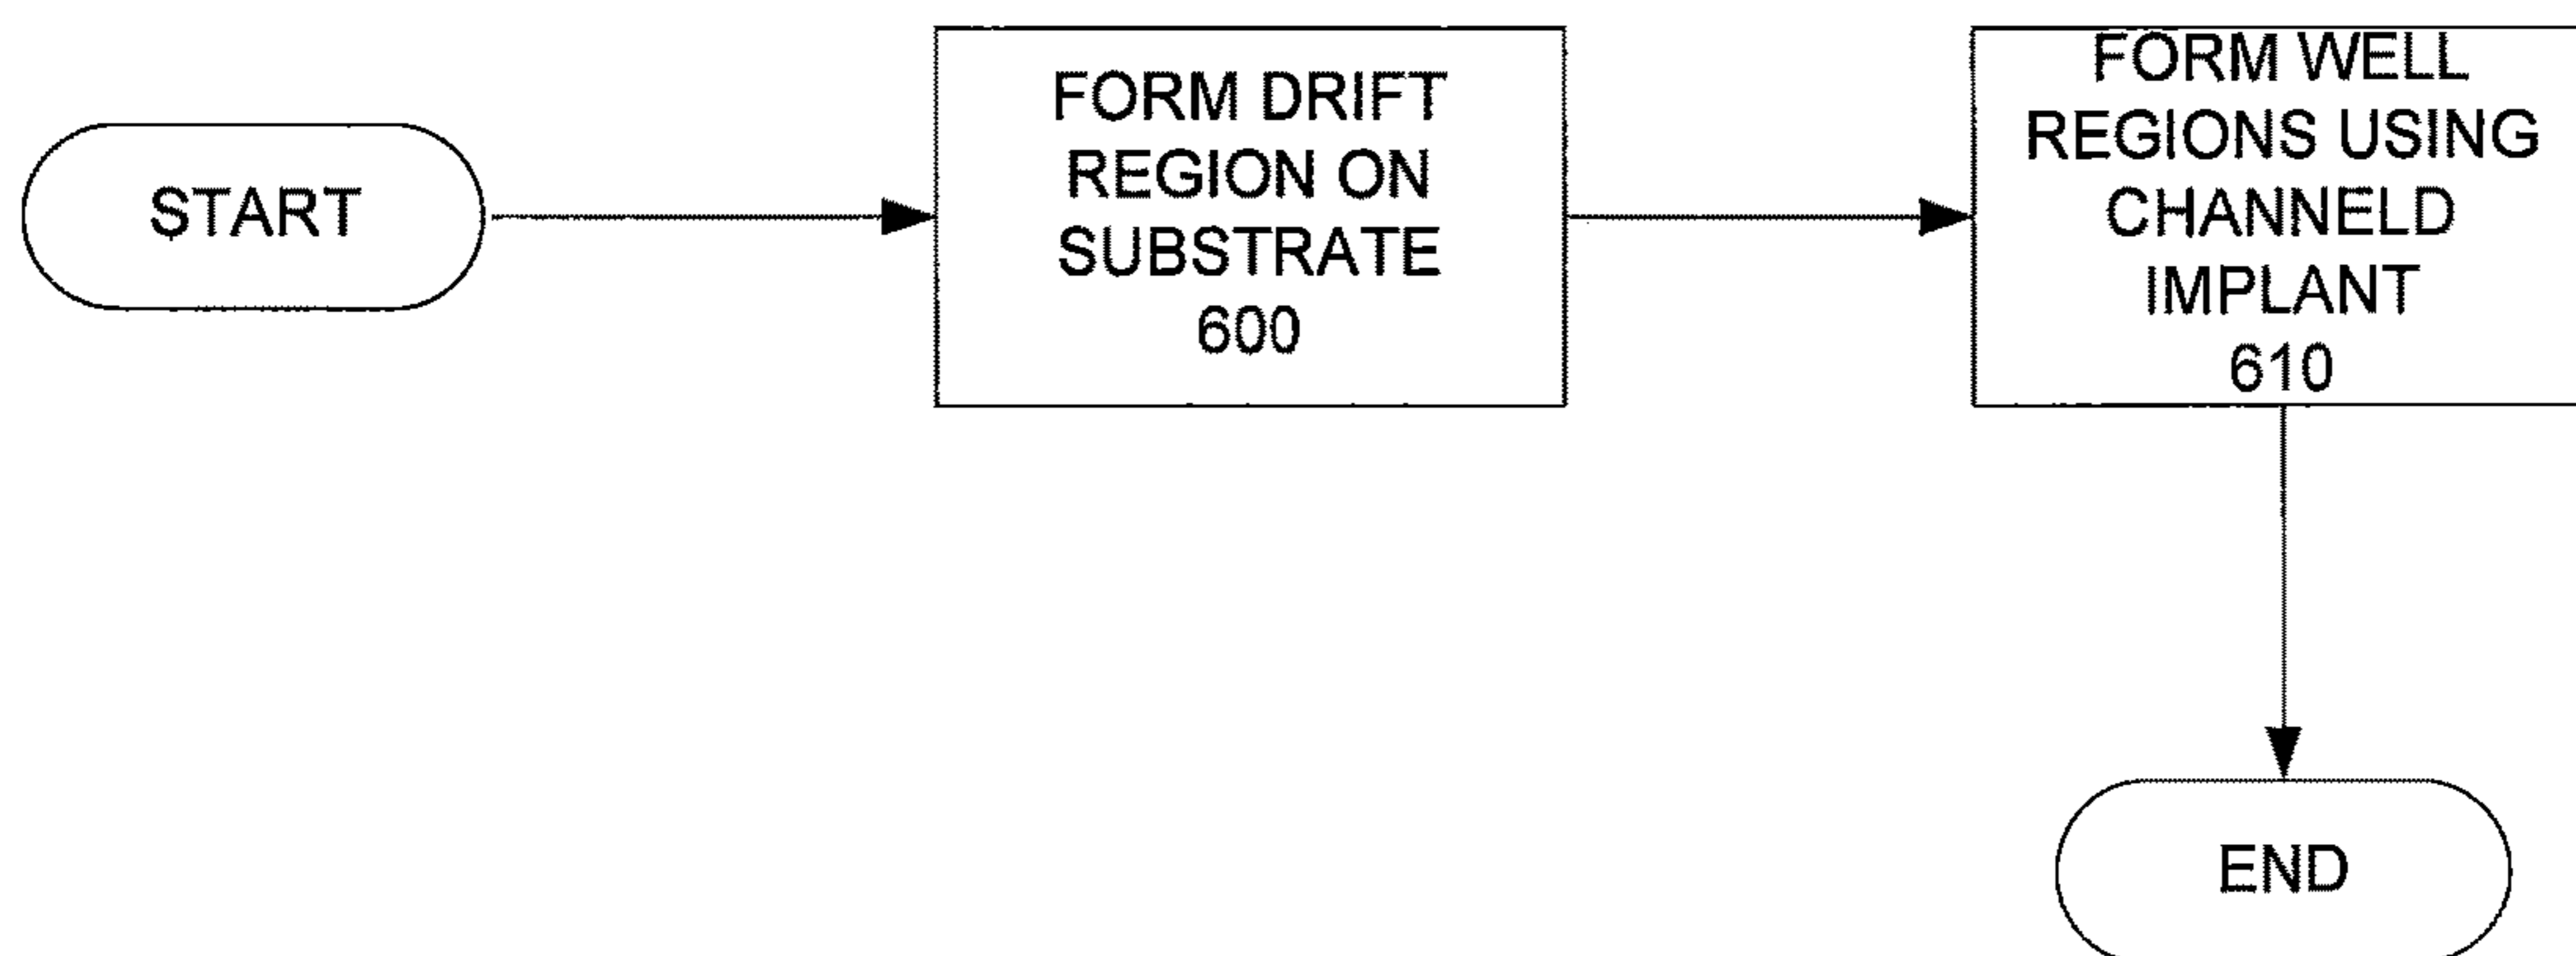 START
FORM DRIFT
REGION ON
SUBSTRATE
600
FORM WELL
REGIONS USING
CHANNELD
IMPLANT
610
END